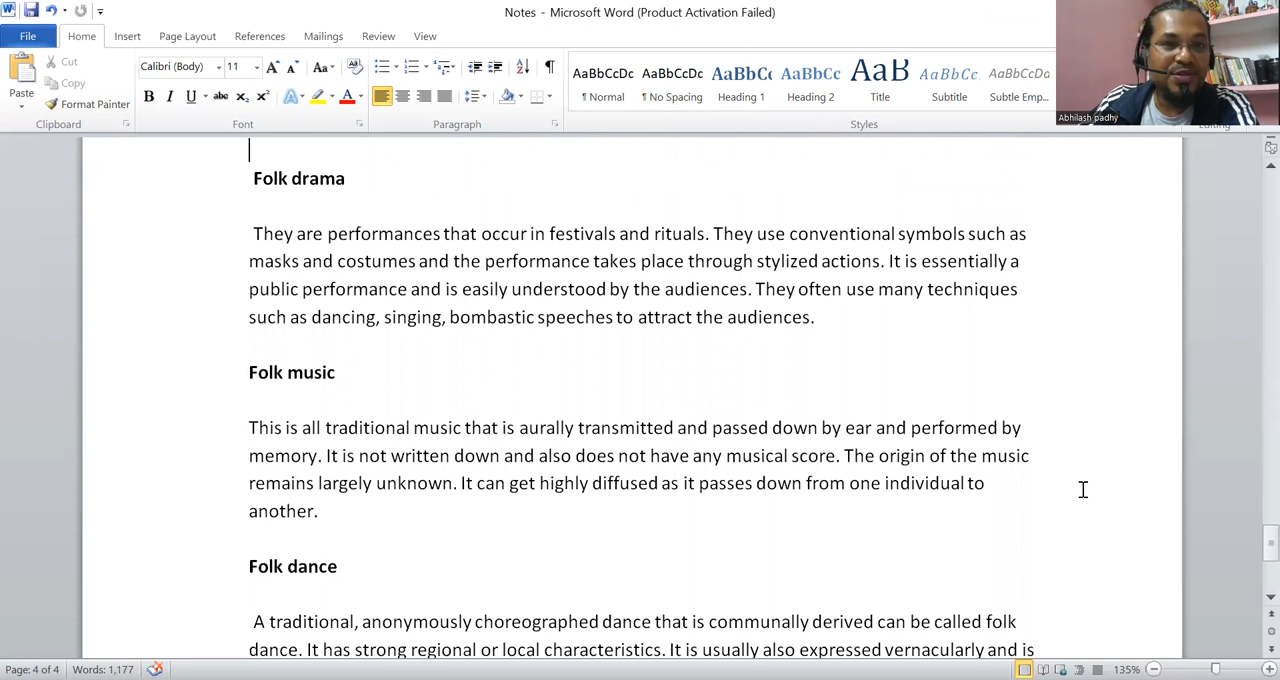 Notes - Microsoft Word (Product Activation Failed)
File Home Insert Page Layout References Mailings Review View
Paste
Cut
Copy
Format Painter
Clipboard
Calibri (Body) 11
Font
Paragraph
AaBbCcDc AaBbCcDc AaBbCc AaBbCc AaB AaBbCc. AaBbCcDa
¶ Normal ¶ No Spacing Heading 1 Heading 2 Title Subtitle Subtle Emp...
Styles
Editing
Abhilash padhy
Folk drama
They are performances that occur in festivals and rituals. They use conventional symbols such as
masks and costumes and the performance takes place through stylized actions. It is essentially a
public performance and is easily understood by the audiences. They often use many techniques
such as dancing, singing, bombastic speeches to attract the audiences.
Folk music
This is all traditional music that is aurally transmitted and passed down by ear and performed by
memory. It is not written down and also does not have any musical score. The origin of the music
remains largely unknown. It can get highly diffused as it passes down from one individual to
another.
Folk dance
A traditional, anonymously choreographed dance that is communally derived can be called folk
dance. It has strong regional or local characteristics. It is usually also expressed vernacularly and is
Page: 4 of 4 Words: 1,177 135%